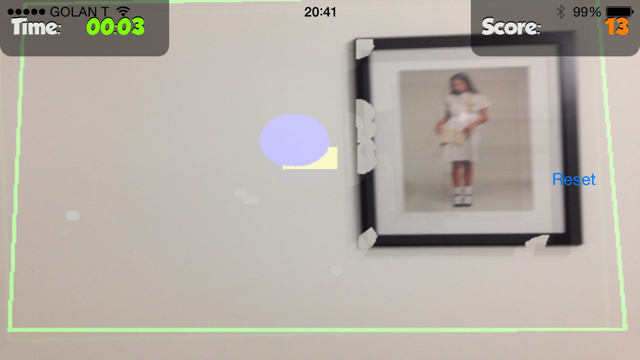 GOLAN T 20:41 99%
Time: 00:03 Score: 13
Reset